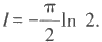 l = -π/2 ln 2.